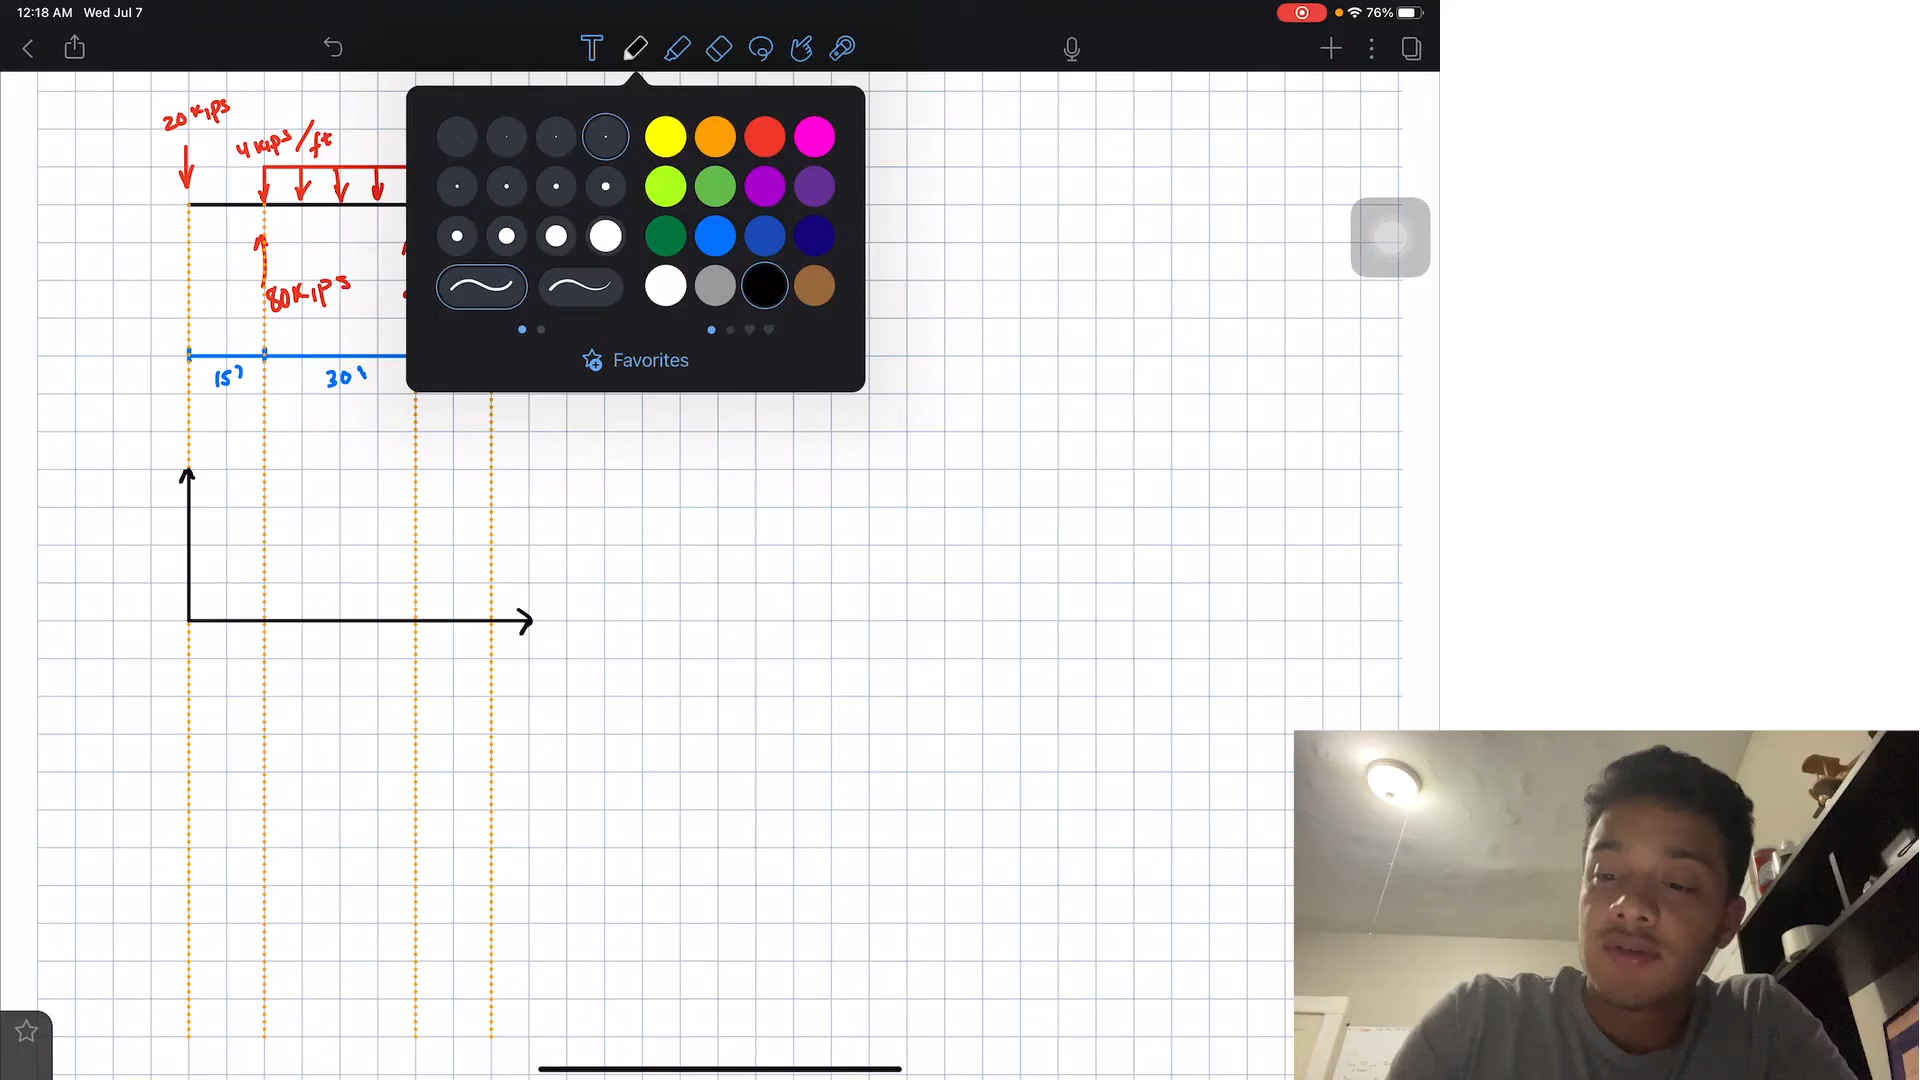 12:18 AM Wed Jul 7
76%
20 kips
4 kips/ft
80 kips
15'
30'
Favorites